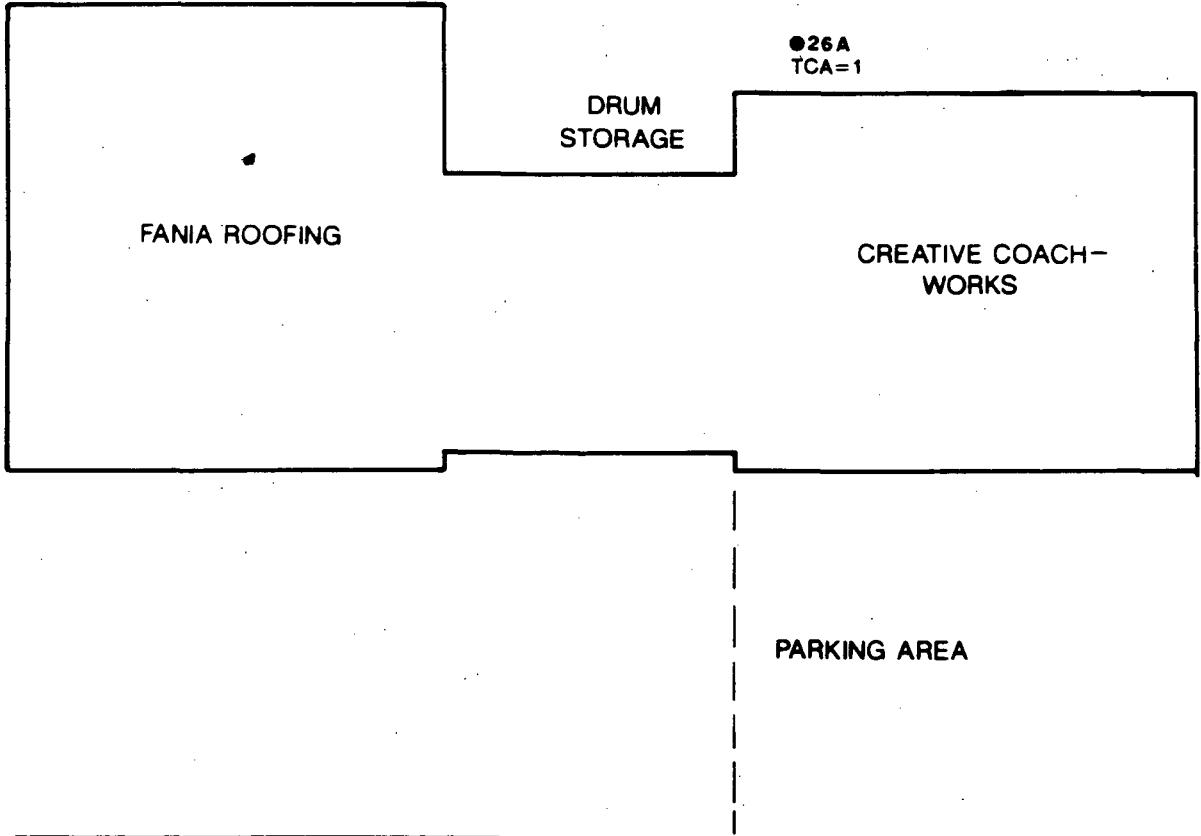 ●26A
TCA=1
DRUM
STORAGE
FANIA ROOFING
CREATIVE COACH-
WORKS
PARKING AREA